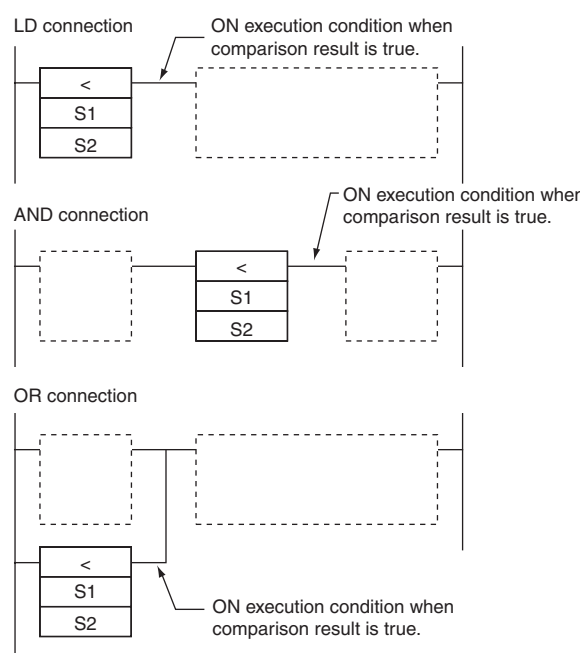 LD connection
ON execution condition when
comparison result is true.
<
S1
S2
AND connection
ON execution condition when
comparison result is true.
<
S1
S2
OR connection
<
S1
S2
ON execution condition when
comparison result is true.